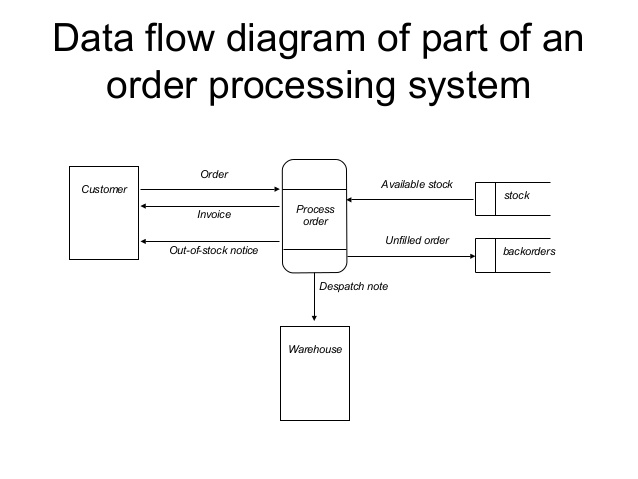 Data flow diagram of part of an
order processing system
Customer
Order
Invoice
Out-of-stock notice
Process
order
Available stock
stock
Unfilled order
backorders
Despatch note
Warehouse